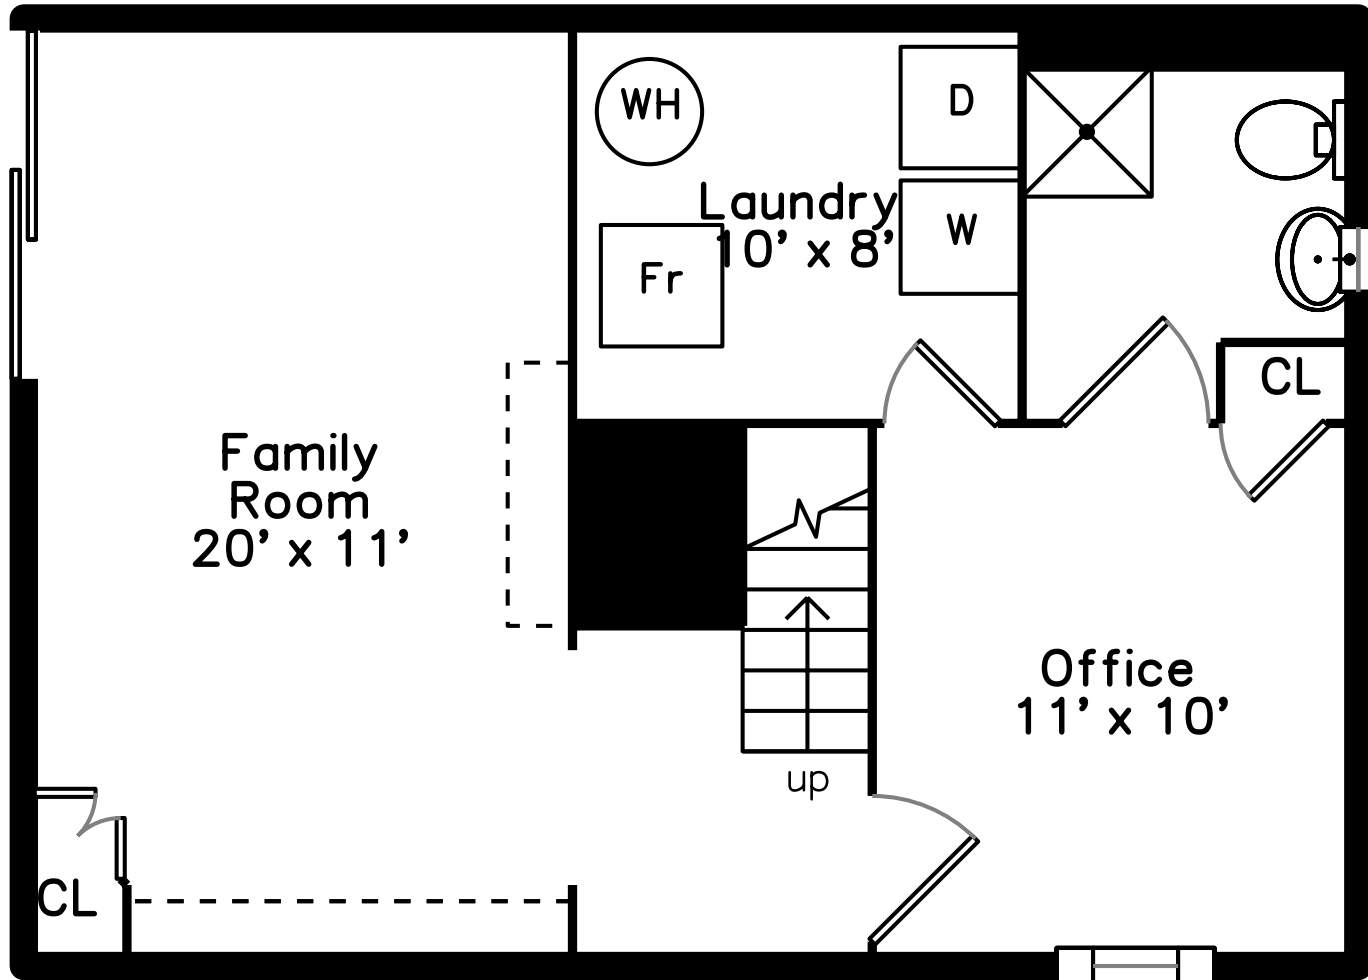 WH
D
Laundry
10' x 8'
W
Fr
CL
Family
Room
20' x 11'
Office
11' x 10'
up
CL